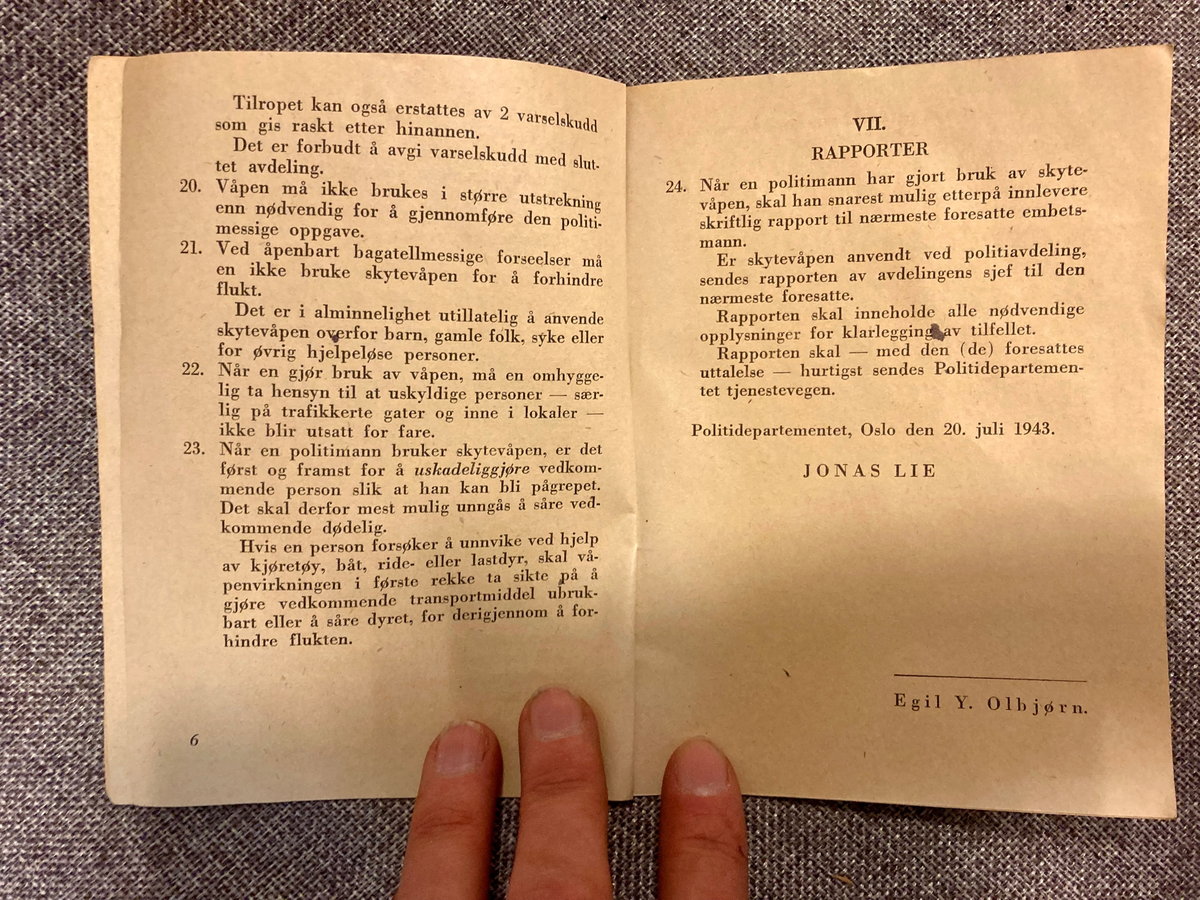 Tilropet kan også erstattes av 2 varselskudd
som gis raskt etter hinannen.
Det er forbudt å avgi varselskudd med slut-
tet avdeling.
20. Våpen må ikke brukes i større utstrekning
enn nødvendig for å gjennomføre den politi-
messige oppgave.
21. Ved åpenbart bagatellmessige forseelser må
en ikke bruke skytevåpen for å forhindre
flukt.
Det er i alminnelighet utillatelig å anvende
skytevåpen overfor barn, gamle folk, syke eller
for øvrig hjelpeløse personer.
22. Når en gjør bruk av våpen, må en omhygge-
lig ta hensyn til at uskyldige personer — sær-
lig på trafikkerte gater og inne i lokaler —
ikke blir utsatt for fare.
23. Når en politimann bruker skytevåpen, er det
først og framst for å uskadeliggjøre vedkom-
mende person slik at han kan bli pågrepet.
Det skal derfor mest mulig unngås å såre ved-
kommende dødelig.
Hvis en person forsøker å unnvike ved hjelp
av kjøretøy, båt, ride- eller lastdyr, skal vå-
penvirkningen i første rekke ta sikte på å
gjøre vedkommende transportmiddel ubruk-
bart eller å såre dyret, for derigjennom å for-
hindre flukten.
6
VII.
RAPPORTER
24. Når en politimann har gjort bruk av skyte-
våpen, skal han snarest mulig etterpå innlevere
skriftlig rapport til nærmeste foresatte embets-
mann.
Er skytevåpen anvendt ved politiavdeling,
sendes rapporten av avdelingens sjef til den
nærmeste foresatte.
Rapporten skal inneholde alle nødvendige
opplysninger for klarlegging av tilfellet.
Rapporten skal — med den (de) foresattes
uttalelse — hurtigst sendes Politidepartemen-
tet tjenestevegen.
Politidepartementet, Oslo den 20. juli 1943.
JONAS LIE
Egil Y. Olbjørn.